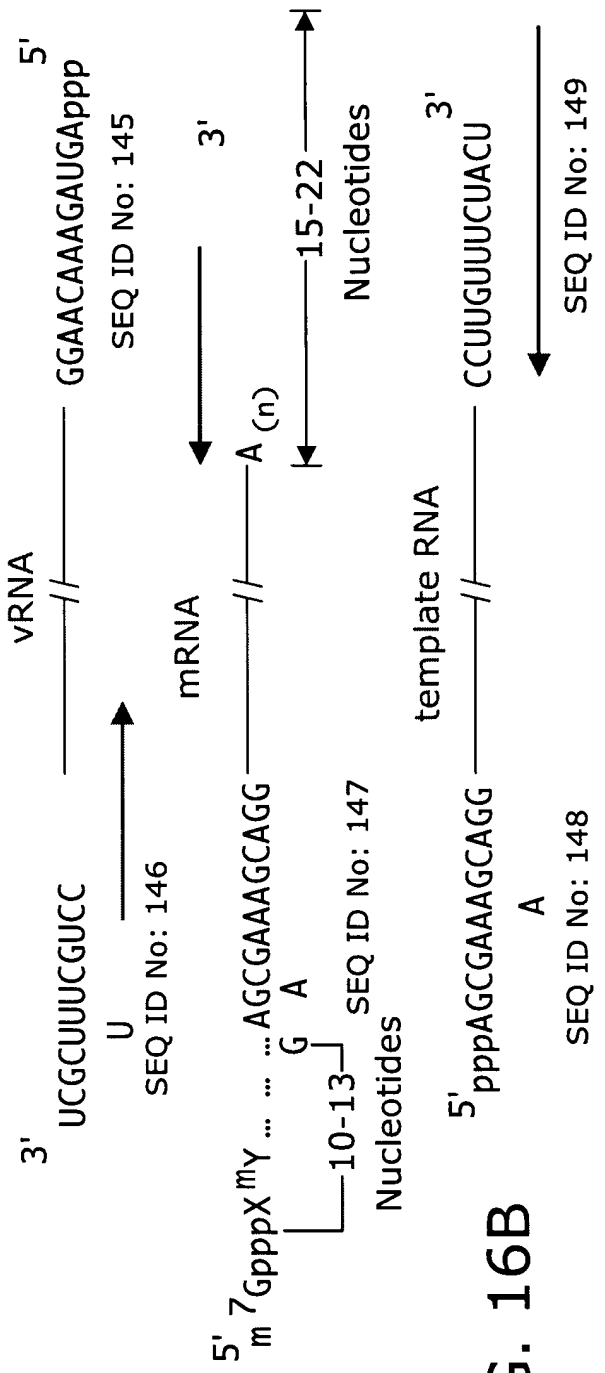 vRNA
3' 5'
UCGCUUUCGUCC GGAACAAAGAUGAppp
U
SEQ ID No: 146 SEQ ID No: 145
mRNA
5' 3'
m 7GpppX mY ... ... ... AGCGAAAGCAGG A (n)
G A
10-13 Nucleotides
SEQ ID No: 147
15-22 Nucleotides
template RNA
5' 3'
pppAGCGAAAGCAGG CCUUGUUUCUACU
A
SEQ ID No: 148 SEQ ID No: 149
G. 16B